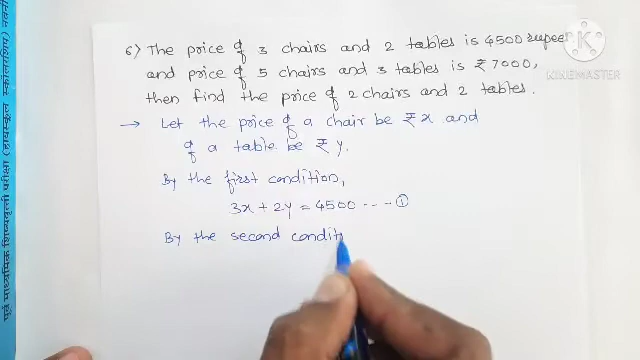 6) The price of 3 chairs and 2 tables is 4500 rupees
and price of 5 chairs and 3 tables is ₹7000,
then find the price of 2 chairs and 2 tables.
→ Let the price of a chair be ₹x and
of a table be ₹y.
By the first condition,
3x + 2y = 4500 ---- ①
By the second condit
KINEMASTER